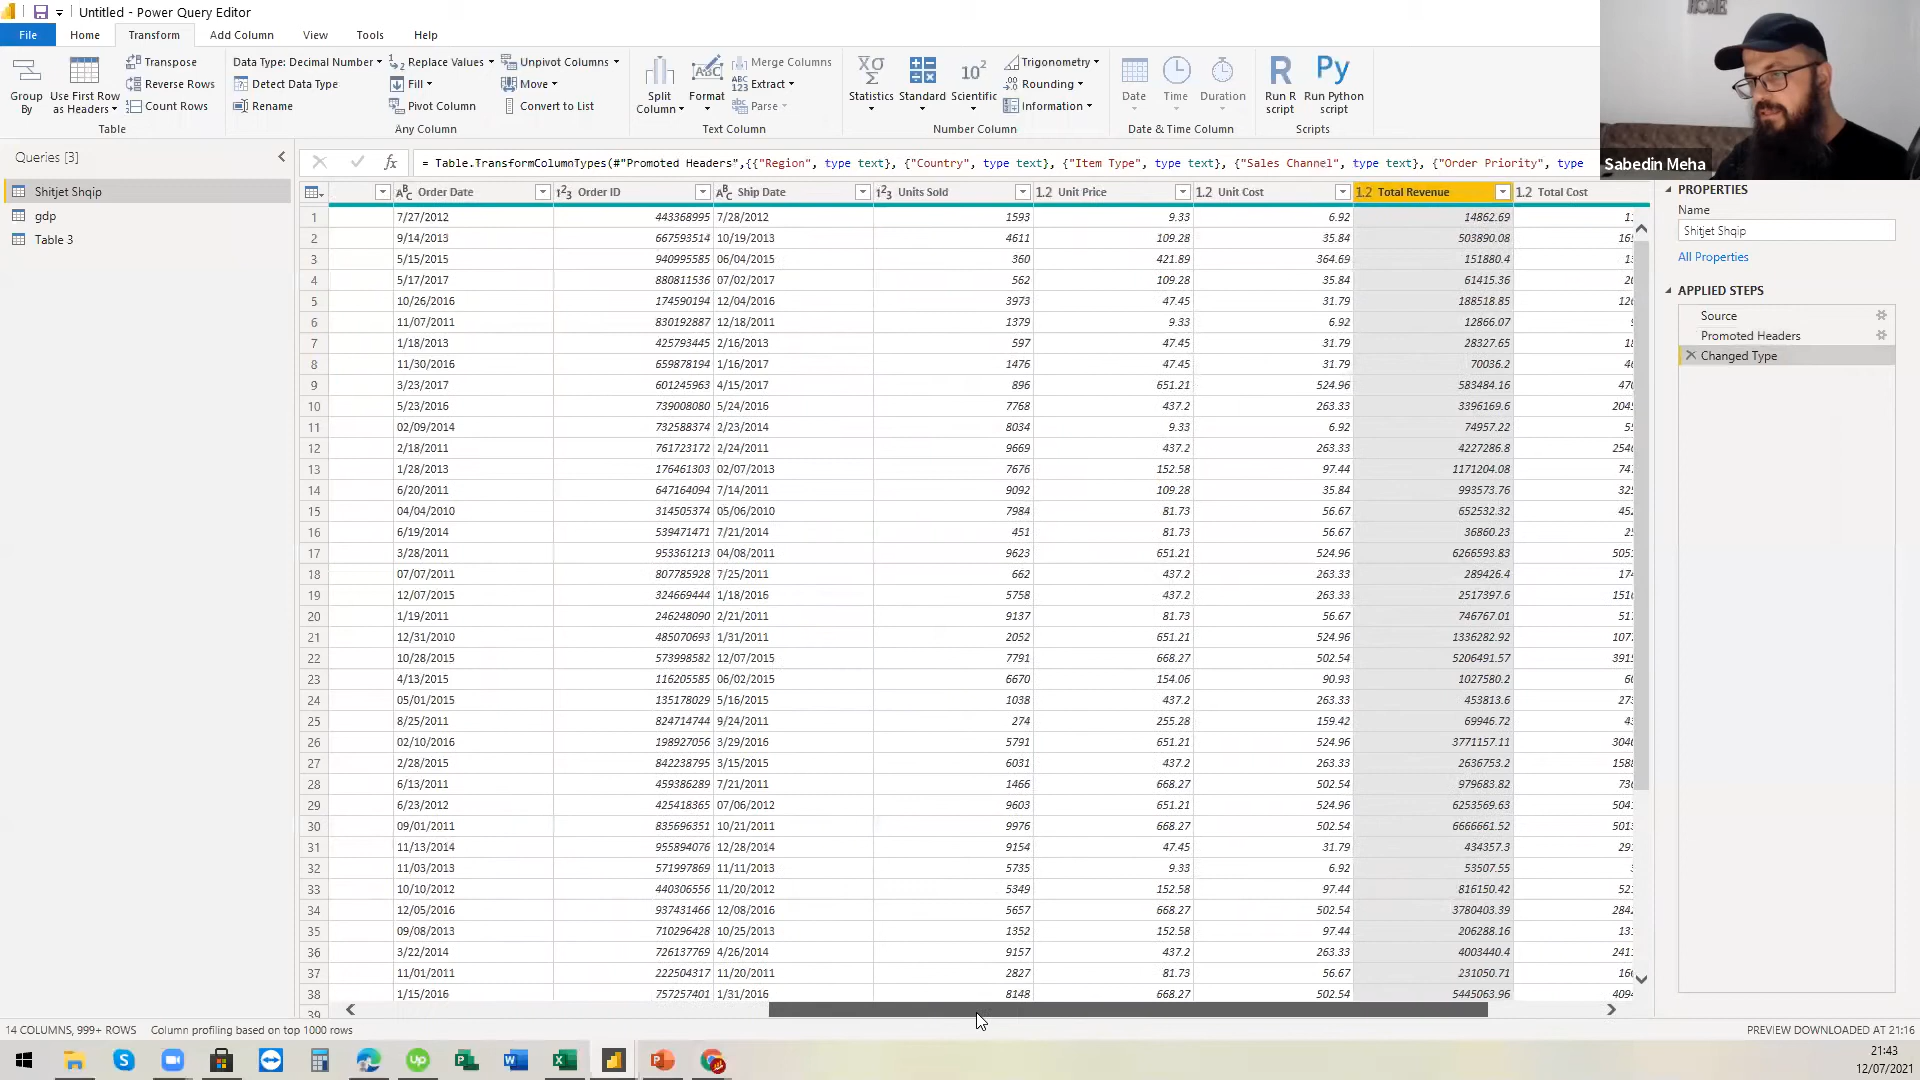 Untitled - Power Query Editor
File Home Transform Add Column View Tools Help
Group By
Use First Row as Headers
Transpose
Reverse Rows
Count Rows
Table
Data Type: Decimal Number
Detect Data Type
Rename
Replace Values
Fill
Pivot Column
Unpivot Columns
Move
Convert to List
Any Column
Split Column
Format
Merge Columns
Extract
Parse
Text Column
Statistics
Standard
Scientific
Trigonometry
Rounding
Information
Number Column
Date
Time
Duration
Date & Time Column
Run R script
Run Python script
Scripts
HOME
Sabedin Meha
Queries [3]
Shitjet Shqip
gdp
Table 3
= Table.TransformColumnTypes(#"Promoted Headers",{{"Region", type text}, {"Country", type text}, {"Item Type", type text}, {"Sales Channel", type text}, {"Order Priority", type
Order Date Order ID Ship Date Units Sold Unit Price Unit Cost Total Revenue Total Cost
1 7/27/2012 443368995 7/28/2012 1593 9.33 6.92 14862.69
2 9/14/2013 667593514 10/19/2013 4611 109.28 35.84 503890.08
3 5/15/2015 940995585 06/04/2015 360 421.89 364.69 151880.4
4 5/17/2017 880811536 07/02/2017 562 109.28 35.84 61415.36
5 10/26/2016 174590194 12/04/2016 3973 47.45 31.79 188518.85
6 11/07/2011 830192887 12/18/2011 1379 9.33 6.92 12866.07
7 1/18/2013 425793445 2/16/2013 597 47.45 31.79 28327.65
8 11/30/2016 659878194 1/16/2017 1476 47.45 31.79 70036.2
9 3/23/2017 601245963 4/15/2017 896 651.21 524.96 583484.16
10 5/23/2016 739008080 5/24/2016 7768 437.2 263.33 3396169.6
11 02/09/2014 732588374 2/23/2014 8034 9.33 6.92 74957.22
12 2/18/2011 761723172 2/24/2011 9669 437.2 263.33 4227286.8
13 1/28/2013 176461303 02/07/2013 7676 152.58 97.44 1171204.08
14 6/20/2011 647164094 7/14/2011 9092 109.28 35.84 993573.76
15 04/04/2010 314505374 05/06/2010 7984 81.73 56.67 652532.32
16 6/19/2014 539471471 7/21/2014 451 81.73 56.67 36860.23
17 3/28/2011 953361213 04/08/2011 9623 651.21 524.96 6266593.83
18 07/07/2011 807785928 7/25/2011 662 437.2 263.33 289426.4
19 12/07/2015 324669444 1/18/2016 5758 437.2 263.33 2517397.6
20 1/19/2011 246248090 2/21/2011 9137 81.73 56.67 746767.01
21 12/31/2010 485070693 1/31/2011 2052 651.21 524.96 1336282.92
22 10/28/2015 573998582 12/07/2015 7791 668.27 502.54 5206491.57
23 4/13/2015 116205585 06/02/2015 6670 154.06 90.93 1027580.2
24 05/01/2015 135178029 5/16/2015 1038 437.2 263.33 453813.6
25 8/25/2011 824714744 9/24/2011 274 255.28 159.42 69946.72
26 02/10/2016 198927056 3/29/2016 5791 651.21 524.96 3771157.11
27 2/28/2015 842238795 3/15/2015 6031 437.2 263.33 2636753.2
28 6/13/2011 459386289 7/21/2011 1466 668.27 502.54 979683.82
29 6/23/2012 425418365 07/06/2012 9603 651.21 524.96 6253569.63
30 09/01/2011 835696351 10/21/2011 9976 668.27 502.54 6666661.52
31 11/13/2014 955894076 12/28/2014 9154 47.45 31.79 434357.3
32 11/03/2013 571997869 11/11/2013 5735 9.33 6.92 53507.55
33 10/10/2012 440306556 11/20/2012 5349 152.58 97.44 816150.42
34 12/05/2016 937431466 12/08/2016 5657 668.27 502.54 3780403.39
35 09/08/2013 710296428 10/25/2013 1352 152.58 97.44 206288.16
36 3/22/2014 726137769 4/26/2014 9157 437.2 263.33 4003440.4
37 11/01/2011 222504317 11/20/2011 2827 81.73 56.67 231050.71
38 1/15/2016 757257401 1/31/2016 8148 668.27 502.54 5445063.96
39
PROPERTIES
Name
Shitjet Shqip
All Properties
APPLIED STEPS
Source
Promoted Headers
Changed Type
14 COLUMNS, 999+ ROWS Column profiling based on top 1000 rows
PREVIEW DOWNLOADED AT 21:16
21:43
12/07/2021